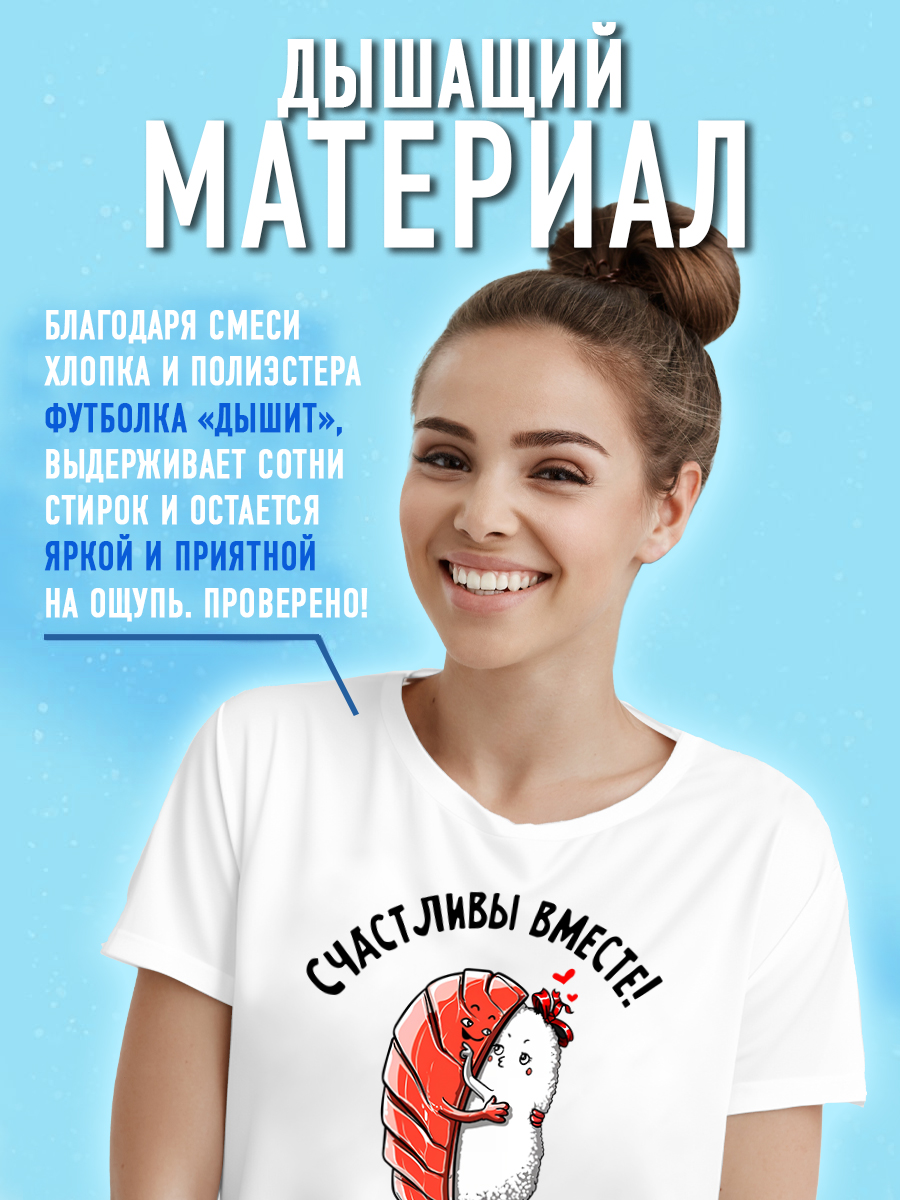 ДЫШАЩИЙ
МАТЕРИАЛ
БЛАГОДАРЯ СМЕСИ
ХЛОПКА И ПОЛИЭСТЕРА
ФУТБОЛКА «ДЫШИТ»,
ВЫДЕРЖИВАЕТ СОТНИ
СТИРОК И ОСТАЕТСЯ
ЯРКОЙ И ПРИЯТНОЙ
НА ОЩУПЬ. ПРОВЕРЕНО!
СЧАСТЛИВЫ ВМЕСТЕ!